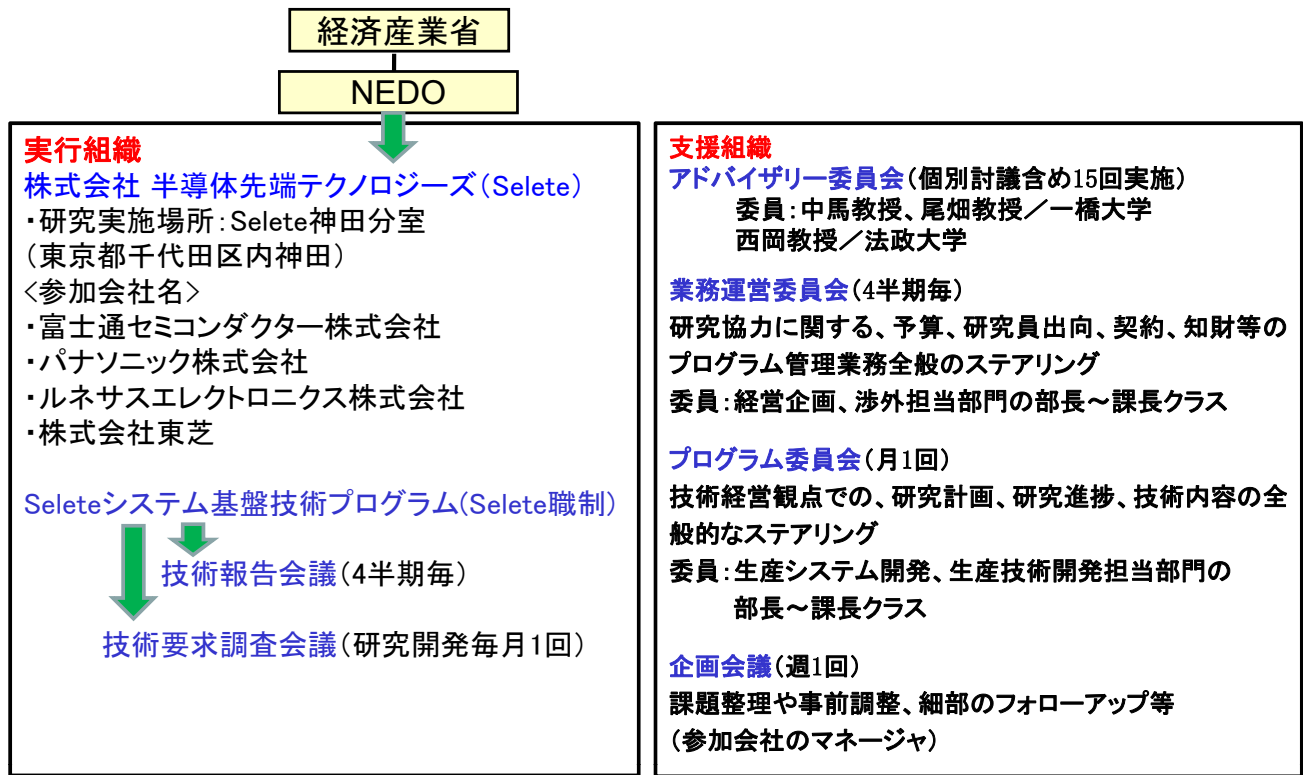 経済産業省
NEDO
実行組織
株式会社 半導体先端テクノロジーズ(Selete)
・研究実施場所:Selete神田分室
(東京都千代田区内神田)
<参加会社名>
・富士通セミコンダクター株式会社
・パナソニック株式会社
・ルネサスエレクトロニクス株式会社
・株式会社東芝
Seleteシステム基盤技術プログラム(Selete職制)
技術報告会議(4半期毎)
技術要求調査会議(研究開発毎月1回)
支援組織
アドバイザリー委員会(個別討議含め15回実施)
委員:中馬教授、尾畑教授/一橋大学
西岡教授/法政大学
業務運営委員会(4半期毎)
研究協力に関する、予算、研究員出向、契約、知財等の
プログラム管理業務全般のステアリング
委員:経営企画、渉外担当部門の部長~課長クラス
プログラム委員会(月1回)
技術経営観点での、研究計画、研究進捗、技術内容の全
般的なステアリング
委員:生産システム開発、生産技術開発担当部門の
部長~課長クラス
企画会議(週1回)
課題整理や事前調整、細部のフォローアップ等
(参加会社のマネージャ)